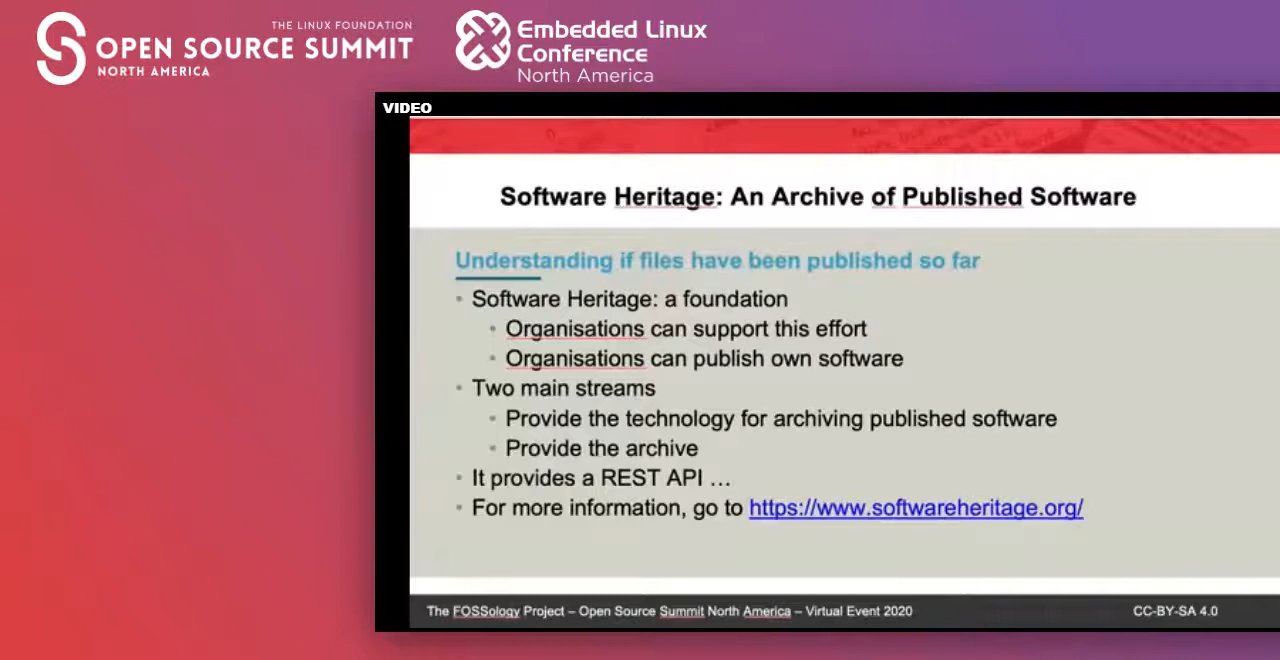 THE LINUX FOUNDATION
OPEN SOURCE SUMMIT
NORTH AMERICA
Embedded Linux
Conference
North America
VIDEO
Software Heritage: An Archive of Published Software
Understanding if files have been published so far
• Software Heritage: a foundation
• Organisations can support this effort
• Organisations can publish own software
• Two main streams
• Provide the technology for archiving published software
• Provide the archive
• It provides a REST API …
• For more information, go to https://www.softwareheritage.org/
The FOSSology Project – Open Source Summit North America – Virtual Event 2020
CC-BY-SA 4.0